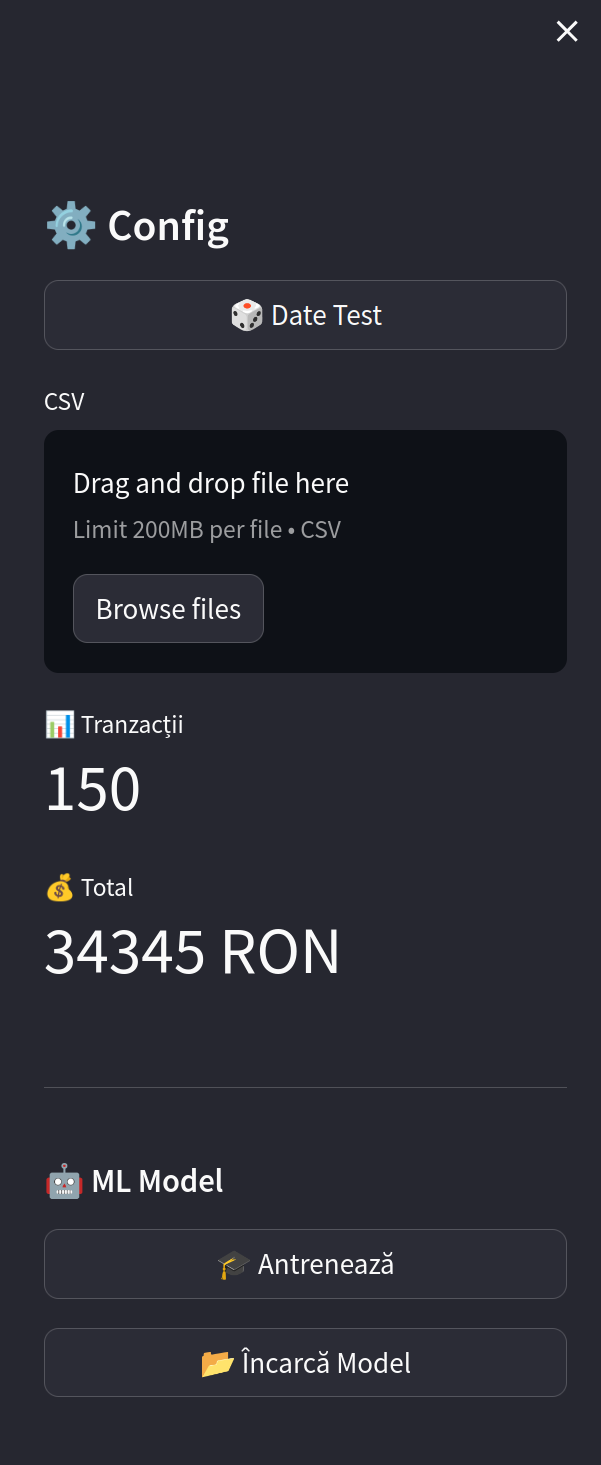 Config
Date Test
CSV
Drag and drop file here
Limit 200MB per file • CSV
Browse files
Tranzacții
150
Total
34345 RON
ML Model
Antrenează
Încarcă Model